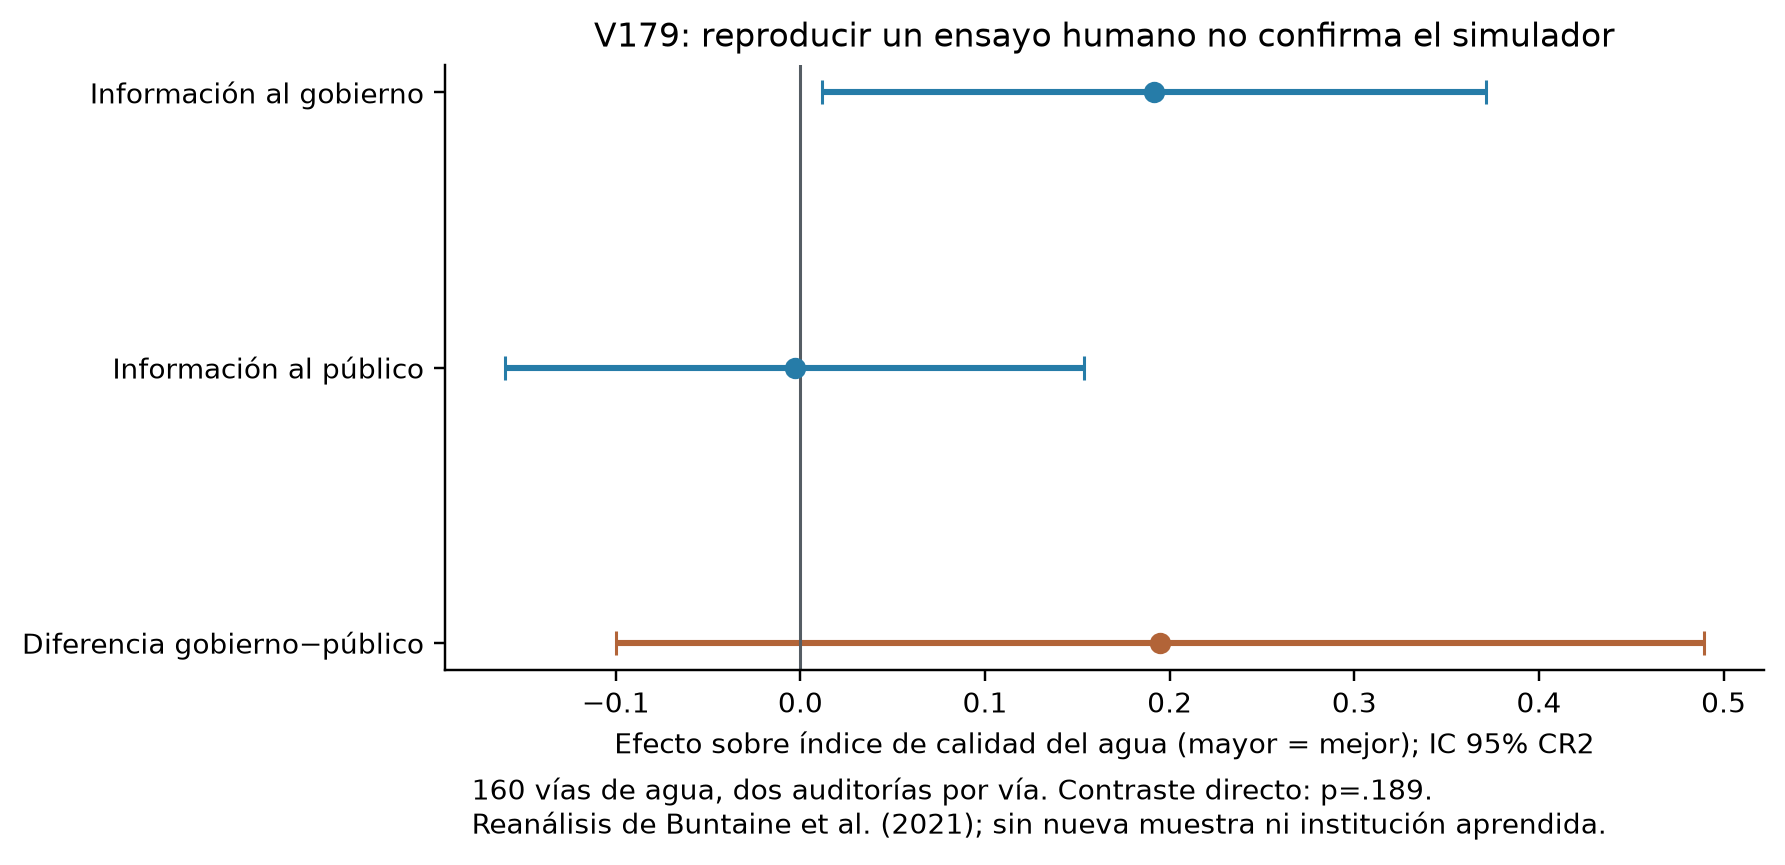 V179: reproducir un ensayo humano no confirma el simulador
Información al gobierno
Información al público
Diferencia gobierno−público
−0.1 0.0 0.1 0.2 0.3 0.4 0.5
Efecto sobre índice de calidad del agua (mayor = mejor); IC 95% CR2
160 vías de agua, dos auditorías por vía. Contraste directo: p=.189.
Reanálisis de Buntaine et al. (2021); sin nueva muestra ni institución aprendida.